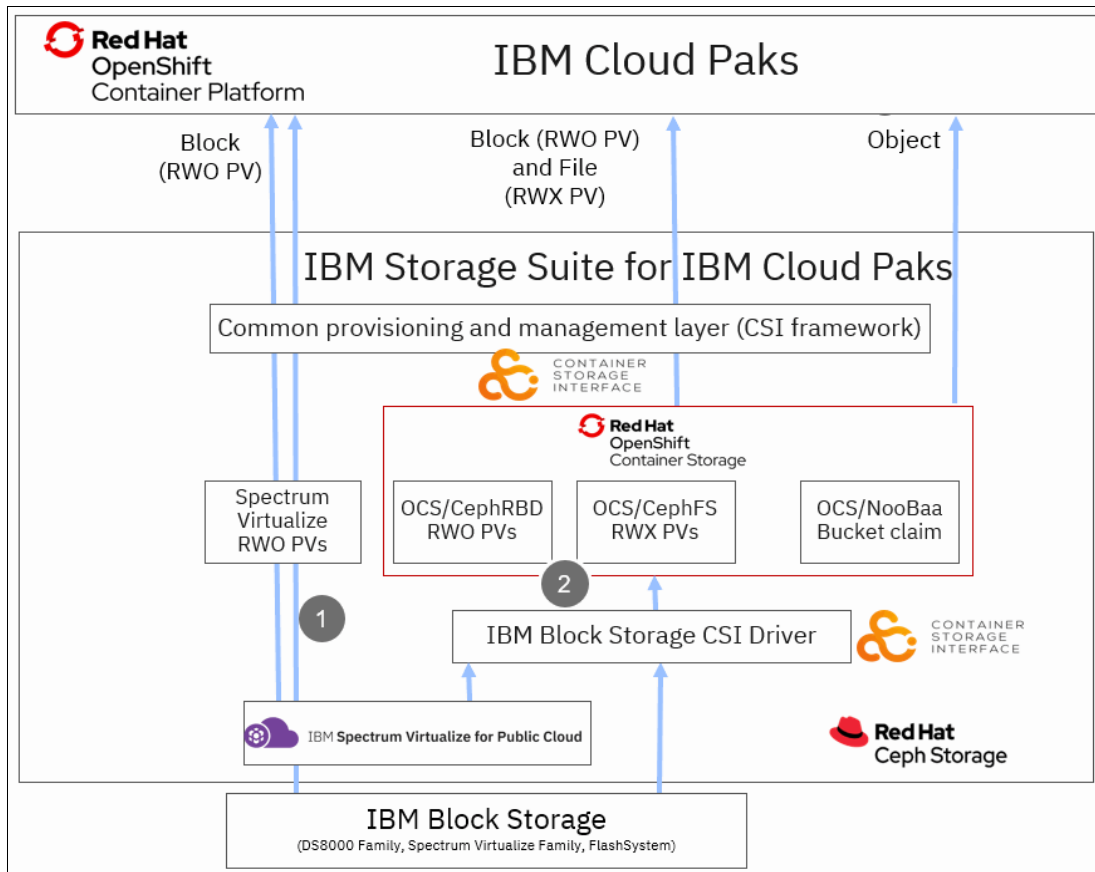 Red Hat
OpenShift
Container Platform
IBM Cloud Paks
Block
(RWO PV)
Block (RWO PV)
and File
(RWX PV)
Object
IBM Storage Suite for IBM Cloud Paks
Common provisioning and management layer (CSI framework)
CONTAINER
STORAGE
INTERFACE
Red Hat
OpenShift
Container Storage
Spectrum
Virtualize
RWO PVs
OCS/CephRBD
RWO PVs
OCS/CephFS
RWX PVs
OCS/NooBaa
Bucket claim
2
1
IBM Block Storage CSI Driver
CONTAINER
STORAGE
INTERFACE
IBM Spectrum Virtualize for Public Cloud
Red Hat
Ceph Storage
IBM Block Storage
(DS8000 Family, Spectrum Virtualize Family, FlashSystem)